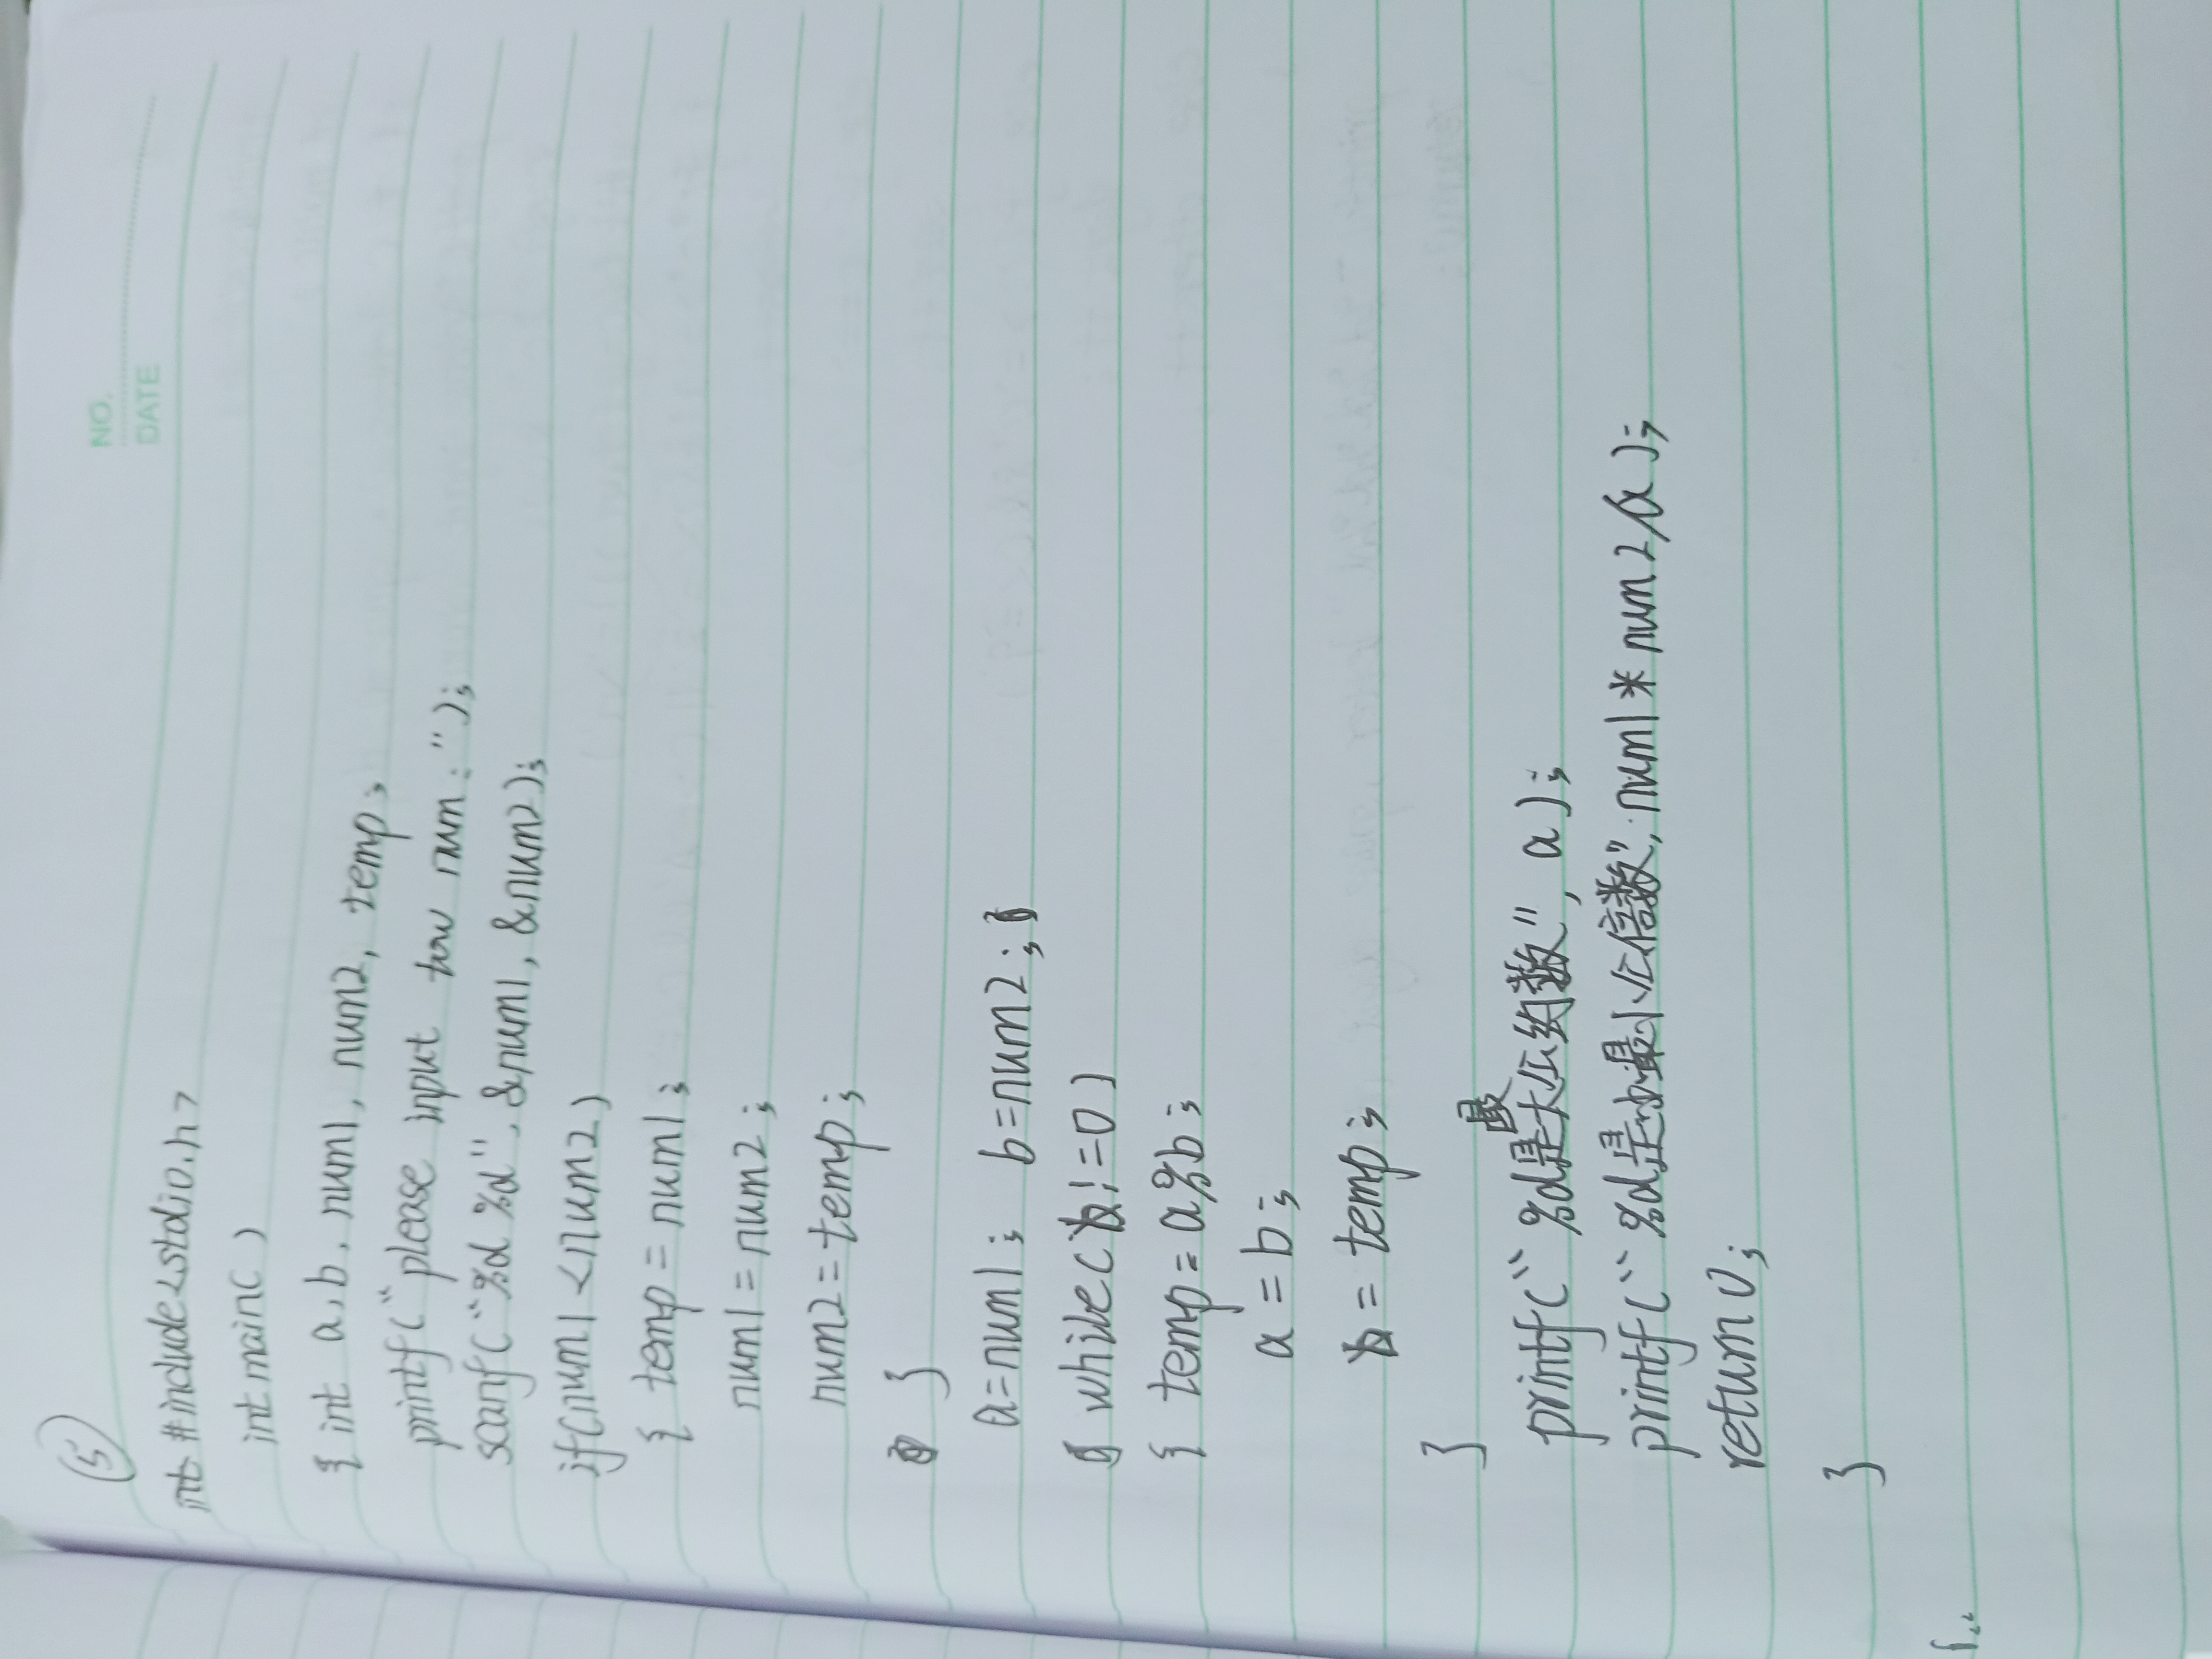 NO.
DATE
(5)
#include<stdio.h>
int main()
{ int a,b,num1,num2,temp;
printf("please input tow num:");
scanf("%d %d",&num1,&num2);
if(num1<num2)
{ temp=num1;
num1=num2;
num2=temp;
}
a=num1; b=num2;
while(b!=0)
{ temp=a%b;
a=b;
b=temp;
}
printf("%d是最大公约数",a);
printf("%d是最小公倍数",num1*num2/a);
return 0;
}